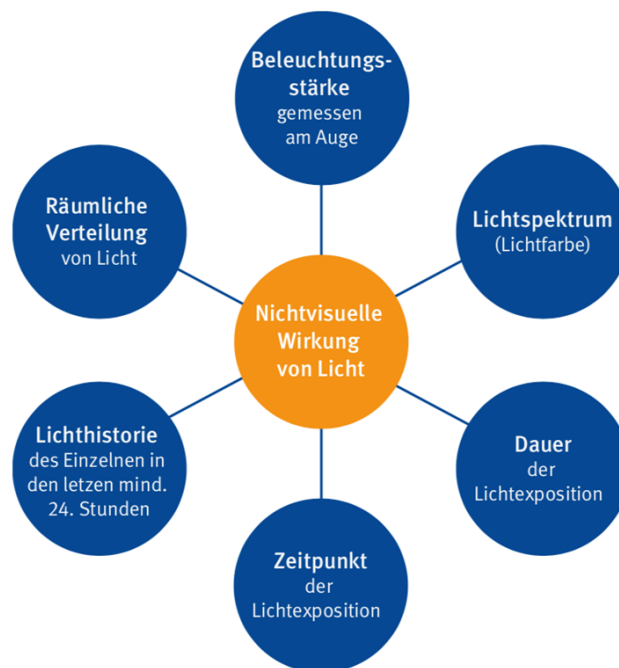 Beleuchtungs-
stärke
gemessen
am Auge
Räumliche
Verteilung
von Licht
Lichtspektrum
(Lichtfarbe)
Nichtvisuelle
Wirkung
von Licht
Lichthistorie
des Einzelnen in
den letzen mind.
24. Stunden
Dauer
der
Lichtexposition
Zeitpunkt
der
Lichtexposition